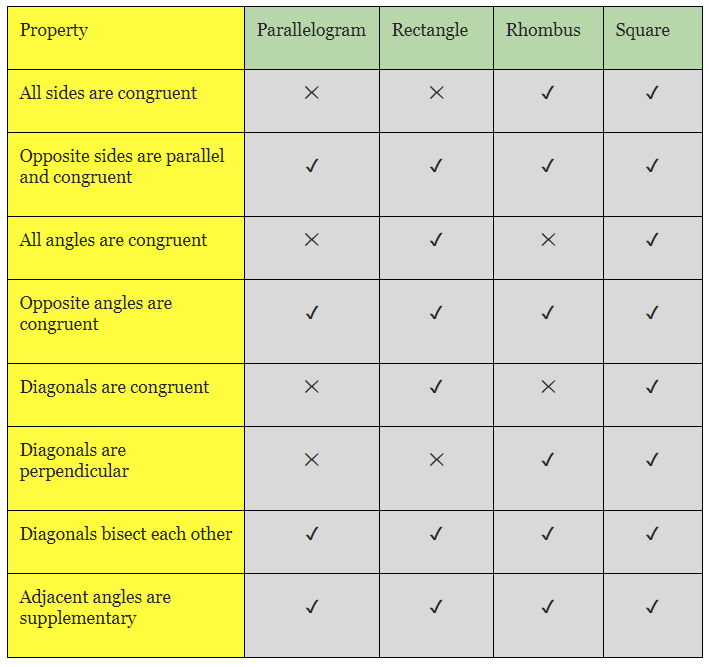 Property Parallelogram Rectangle Rhombus Square
All sides are congruent ✕ ✕ ✓ ✓
Opposite sides are parallel
and congruent ✓ ✓ ✓ ✓
All angles are congruent ✕ ✓ ✕ ✓
Opposite angles are
congruent ✓ ✓ ✓ ✓
Diagonals are congruent ✕ ✓ ✕ ✓
Diagonals are
perpendicular ✕ ✕ ✓ ✓
Diagonals bisect each other ✓ ✓ ✓ ✓
Adjacent angles are
supplementary ✓ ✓ ✓ ✓